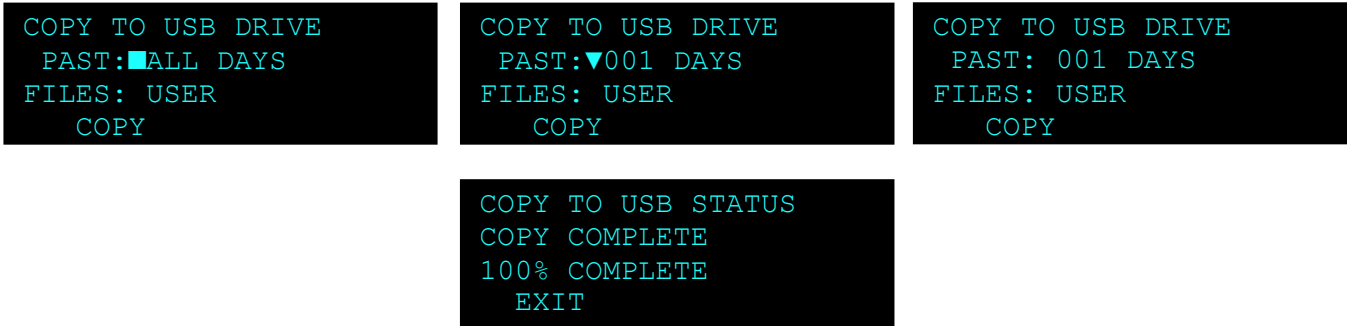 COPY TO USB DRIVE
PAST:■ALL DAYS
FILES: USER
COPY
COPY TO USB DRIVE
PAST:▼001 DAYS
FILES: USER
COPY
COPY TO USB DRIVE
PAST: 001 DAYS
FILES: USER
COPY
COPY TO USB STATUS
COPY COMPLETE
100% COMPLETE
EXIT